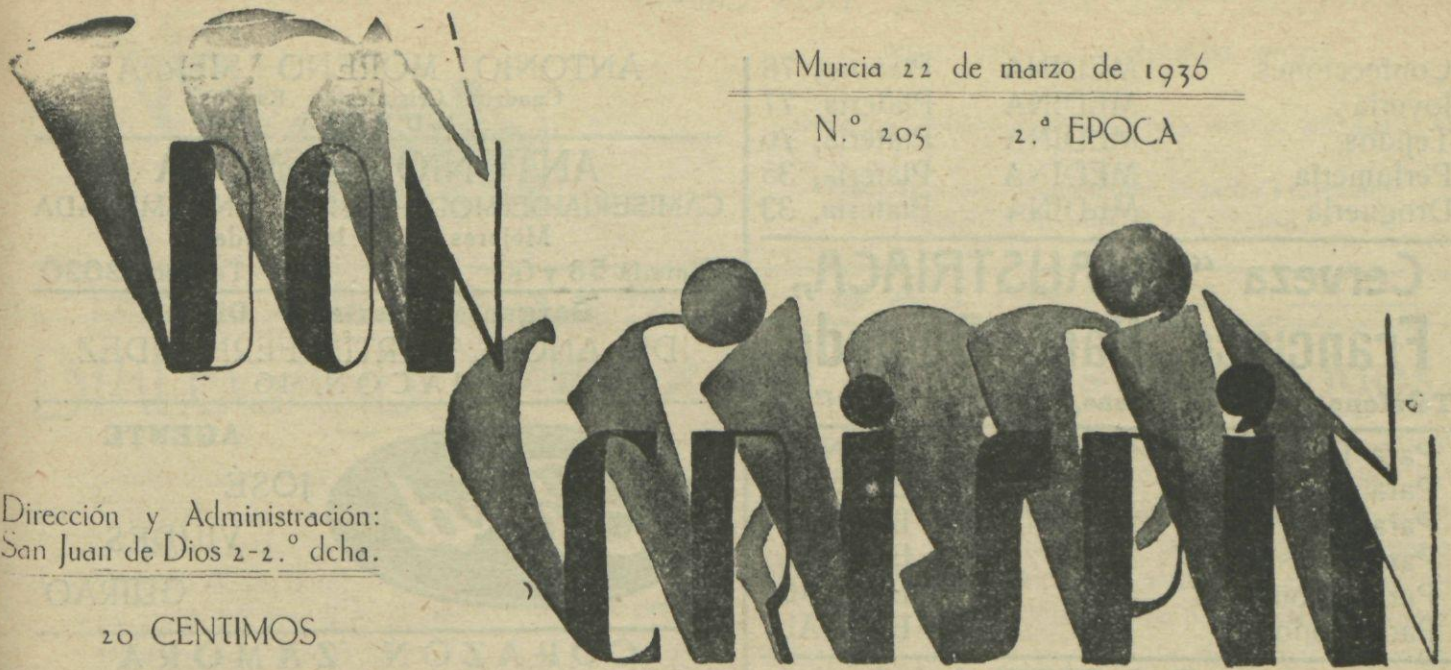 DON
Murcia 22 de marzo de 1936
N.º 205 2.ª EPOCA
CRISPIN
Dirección y Administración:
San Juan de Dios 2-2.º dcha.
20 CENTIMOS